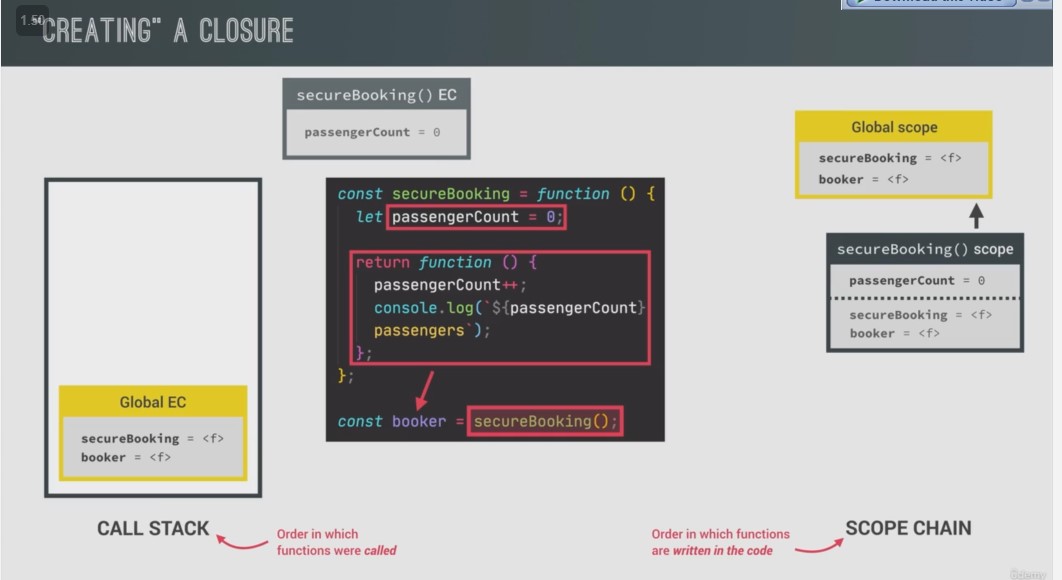 1.50
"CREATING" A CLOSURE
secureBooking() EC
passengerCount = 0
Global scope
secureBooking = <f>
booker = <f>
secureBooking() scope
passengerCount = 0
secureBooking = <f>
booker = <f>
const secureBooking = function () {
let passengerCount = 0;
return function () {
passengerCount++;
console.log(`${passengerCount}
passengers`);
};
};
const booker = secureBooking();
Global EC
secureBooking = <f>
booker = <f>
CALL STACK
Order in which
functions were called
Order in which functions
are written in the code
SCOPE CHAIN
Udemy